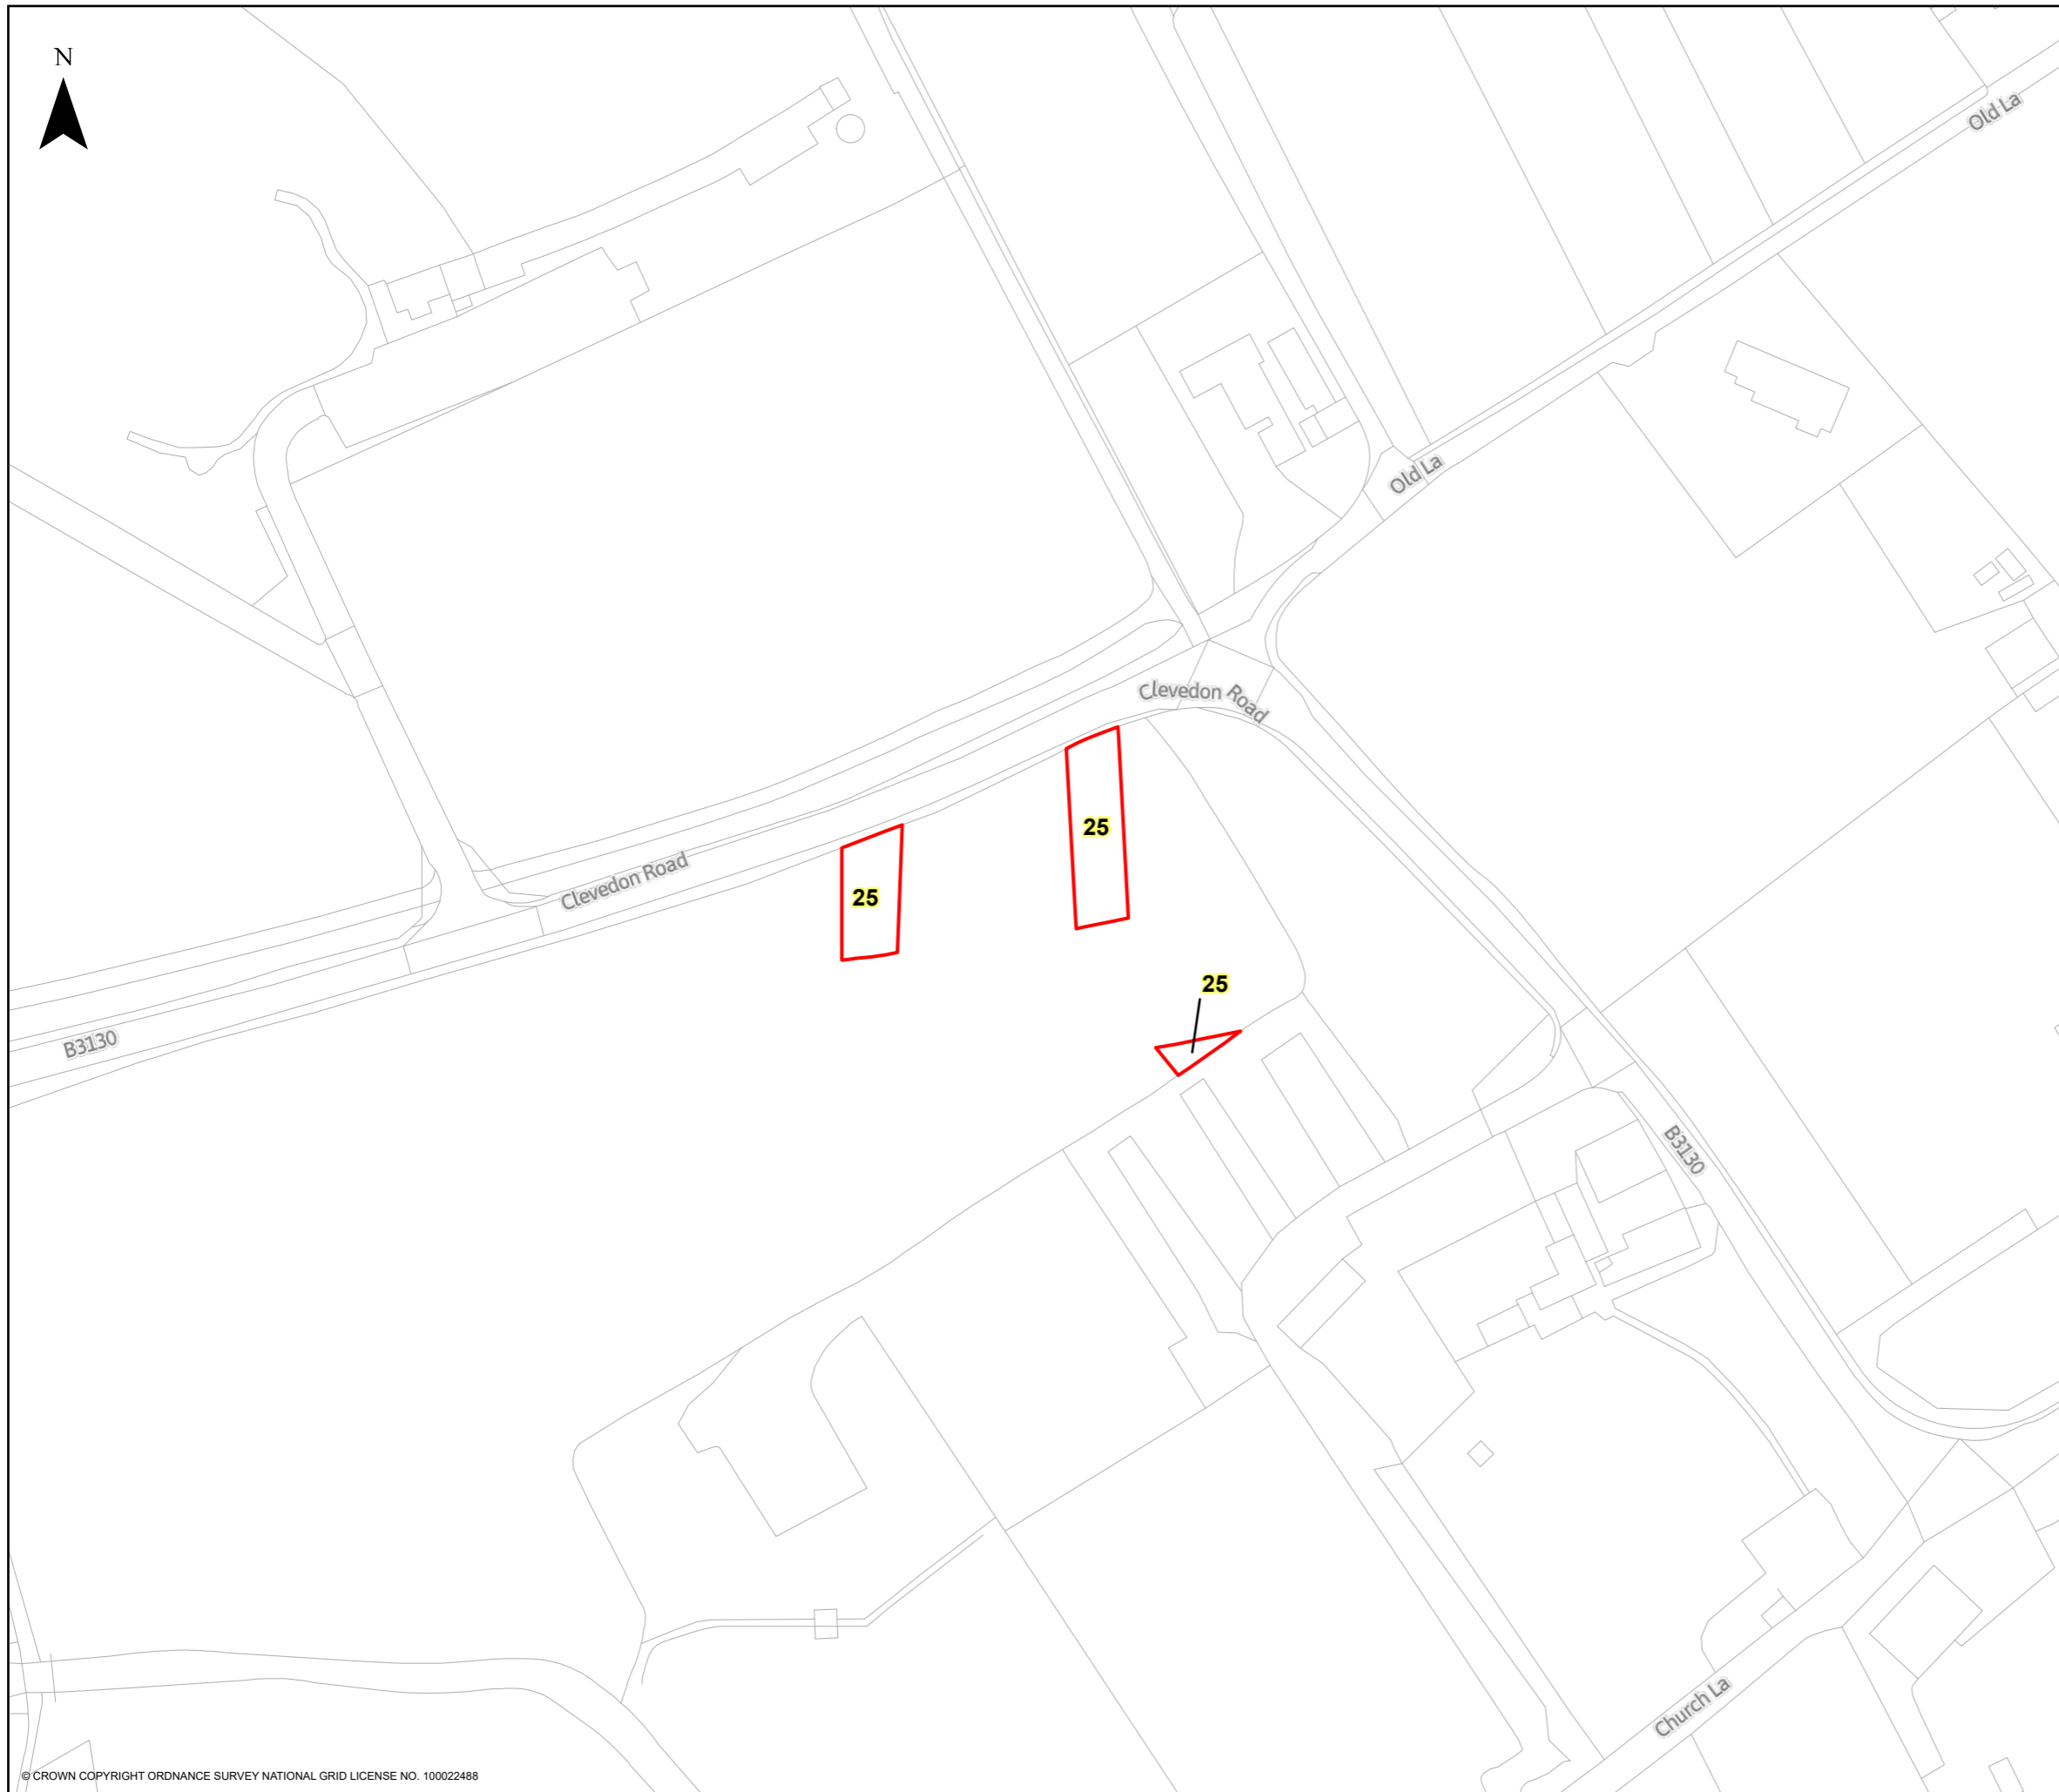 N
Old La
Old La
Clevedon Road
25
Clevedon Road
25
25
B3130
B3130
Church La
© CROWN COPYRIGHT ORDNANCE SURVEY NATIONAL GRID LICENSE NO. 100022488